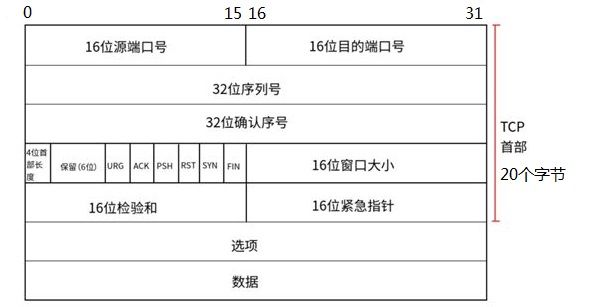 0 15 16 31
16位源端口号 16位目的端口号
32位序列号
32位确认序号
4位首部长度 保留(6位) URG ACK PSH RST SYN FIN 16位窗口大小
16位检验和 16位紧急指针
选项
数据
TCP
首部
20个字节